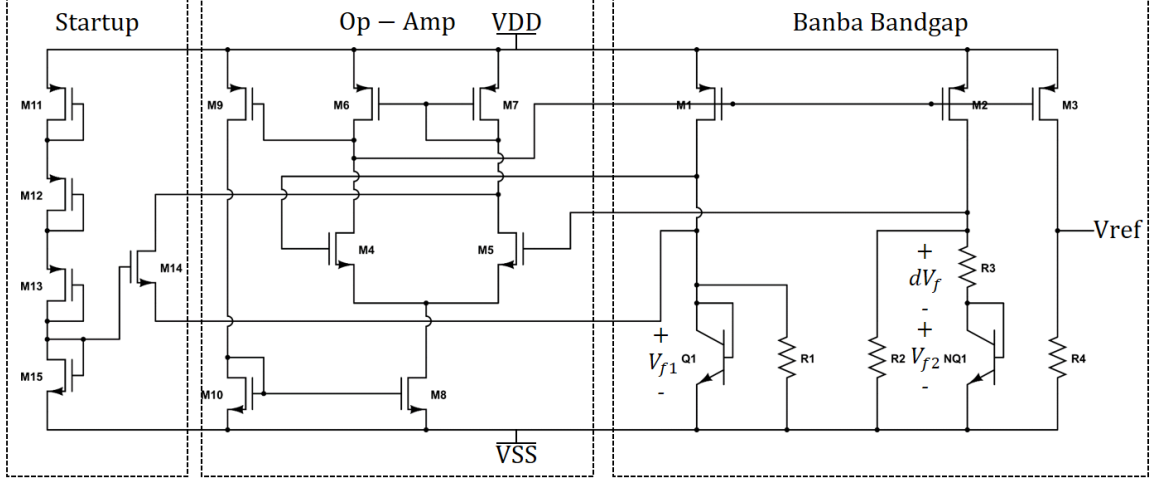 Startup
Op − Amp
VDD
Banba Bandgap
M11
M9
M6
M7
M1
M2
M3
M12
M4
M5
M14
Vref
M13
+
dVf
-
R3
M15
M10
M8
+
Vf1
-
Q1
R1
R2
+
Vf2
-
NQ1
R4
VSS